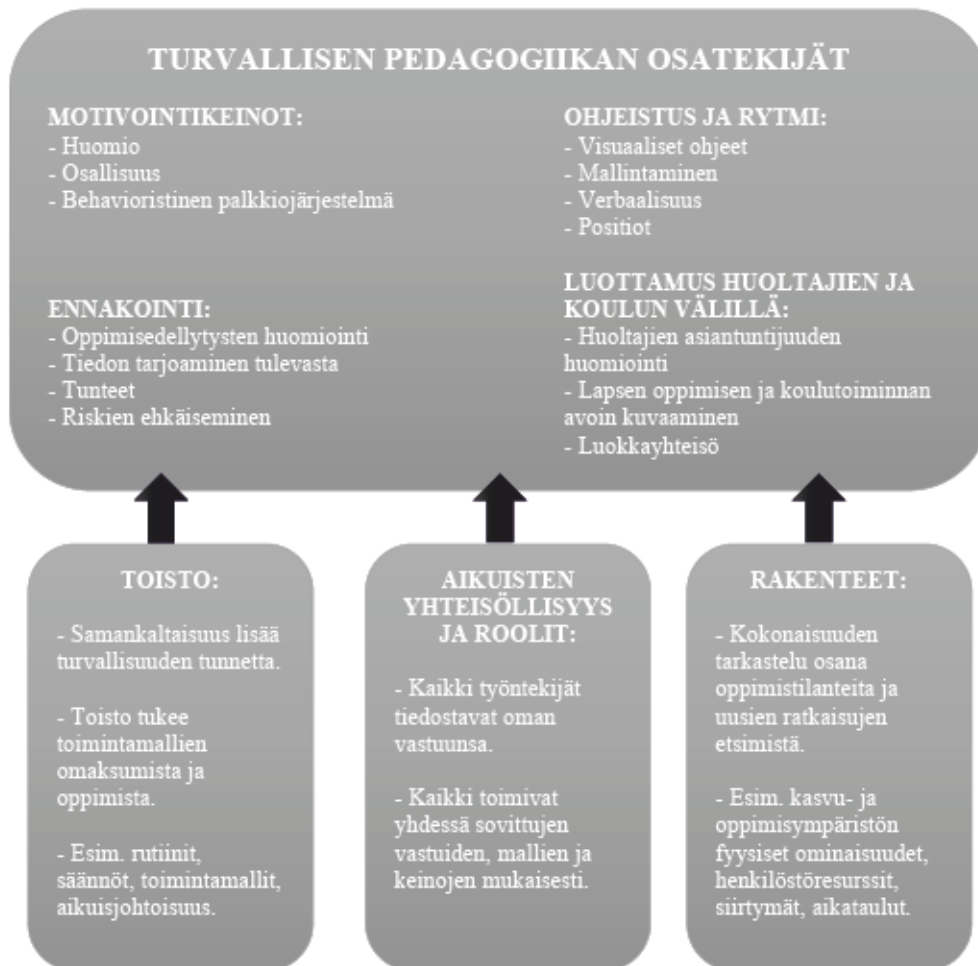 TURVALLISEN PEDAGOGIIKAN OSATEKIJÄT
MOTIVOINTIKEINOT:
- Huomio
- Osallisuus
- Behavioristinen palkkiojärjestelmä
OHJEISTUS JA RYTMI:
- Visuaaliset ohjeet
- Mallintaminen
- Verbaalisuus
- Positiot
ENNAKOINTI:
- Oppimisedellytysten huomiointi
- Tiedon tarjoaminen tulevasta
- Tunteet
- Riskien ehkäiseminen
LUOTTAMUS HUOLTAJIEN JA
KOULUN VÄLILLÄ:
- Huoltajien asiantuntijuuden
huomiointi
- Lapsen oppimisen ja koulutoiminnan
avoin kuvaaminen
- Luokkayhteisö
TOISTO:
- Samankaltaisuus lisää
turvallisuuden tunnetta.
- Toisto tukee
toimintamallien
omaksumista ja
oppimista.
- Esim. rutiinit,
säännöt, toimintamallit,
aikuisjohtoisuus.
AIKUISTEN
YHTEISÖLLISYYS
JA ROOLIT:
- Kaikki työntekijät
tiedostavat oman
vastuunsa.
- Kaikki toimivat
yhdessä sovittujen
vastuiden, mallien ja
keinojen mukaisesti.
RAKENTEET:
- Kokonaisuuden
tarkastelu osana
oppimistilanteita ja
uusien ratkaisujen
etsimistä.
- Esim. kasvu- ja
oppimisympäristön
fyysiset ominaisuudet,
henkilöstöresurssit,
siirtymät, aikataulut.